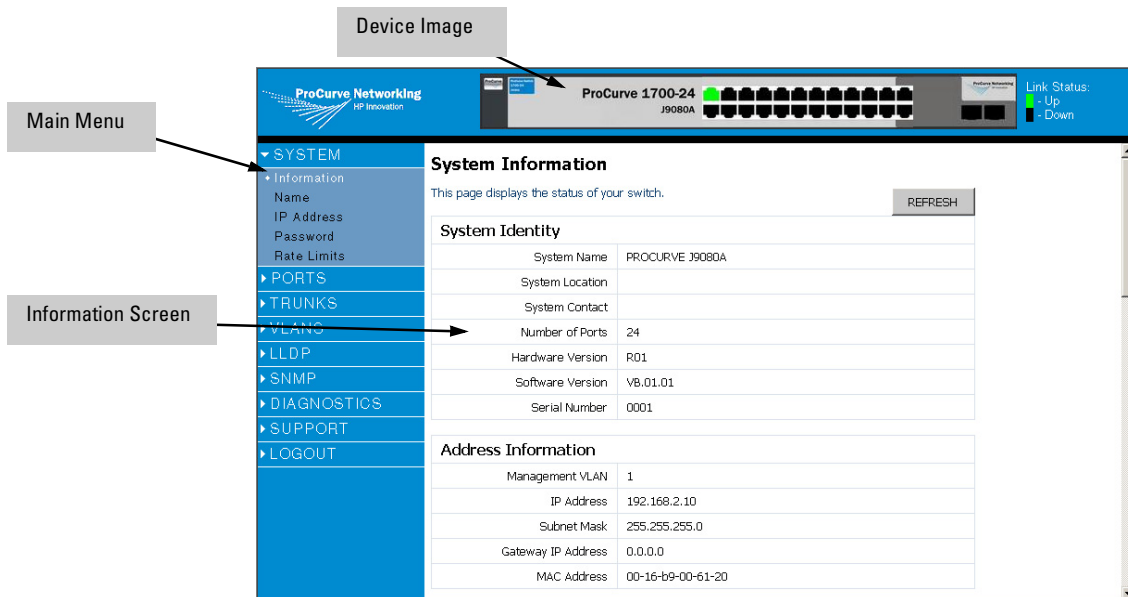 Device Image
Main Menu
Information Screen
ProCurve Networking
HP Innovation
ProCurve 1700-24
J9080A
Link Status:
- Up
- Down
SYSTEM
Information
Name
IP Address
Password
Rate Limits
PORTS
TRUNKS
VLANS
LLDP
SNMP
DIAGNOSTICS
SUPPORT
LOGOUT
System Information
This page displays the status of your switch.
REFRESH
System Identity
System Name PROCURVE J9080A
System Location
System Contact
Number of Ports 24
Hardware Version R01
Software Version VB.01.01
Serial Number 0001
Address Information
Management VLAN 1
IP Address 192.168.2.10
Subnet Mask 255.255.255.0
Gateway IP Address 0.0.0.0
MAC Address 00-16-b9-00-61-20